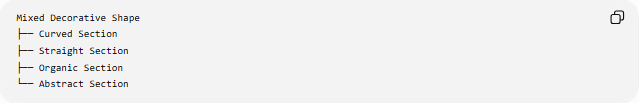 Mixed Decorative Shape
├── Curved Section
├── Straight Section
├── Organic Section
└── Abstract Section